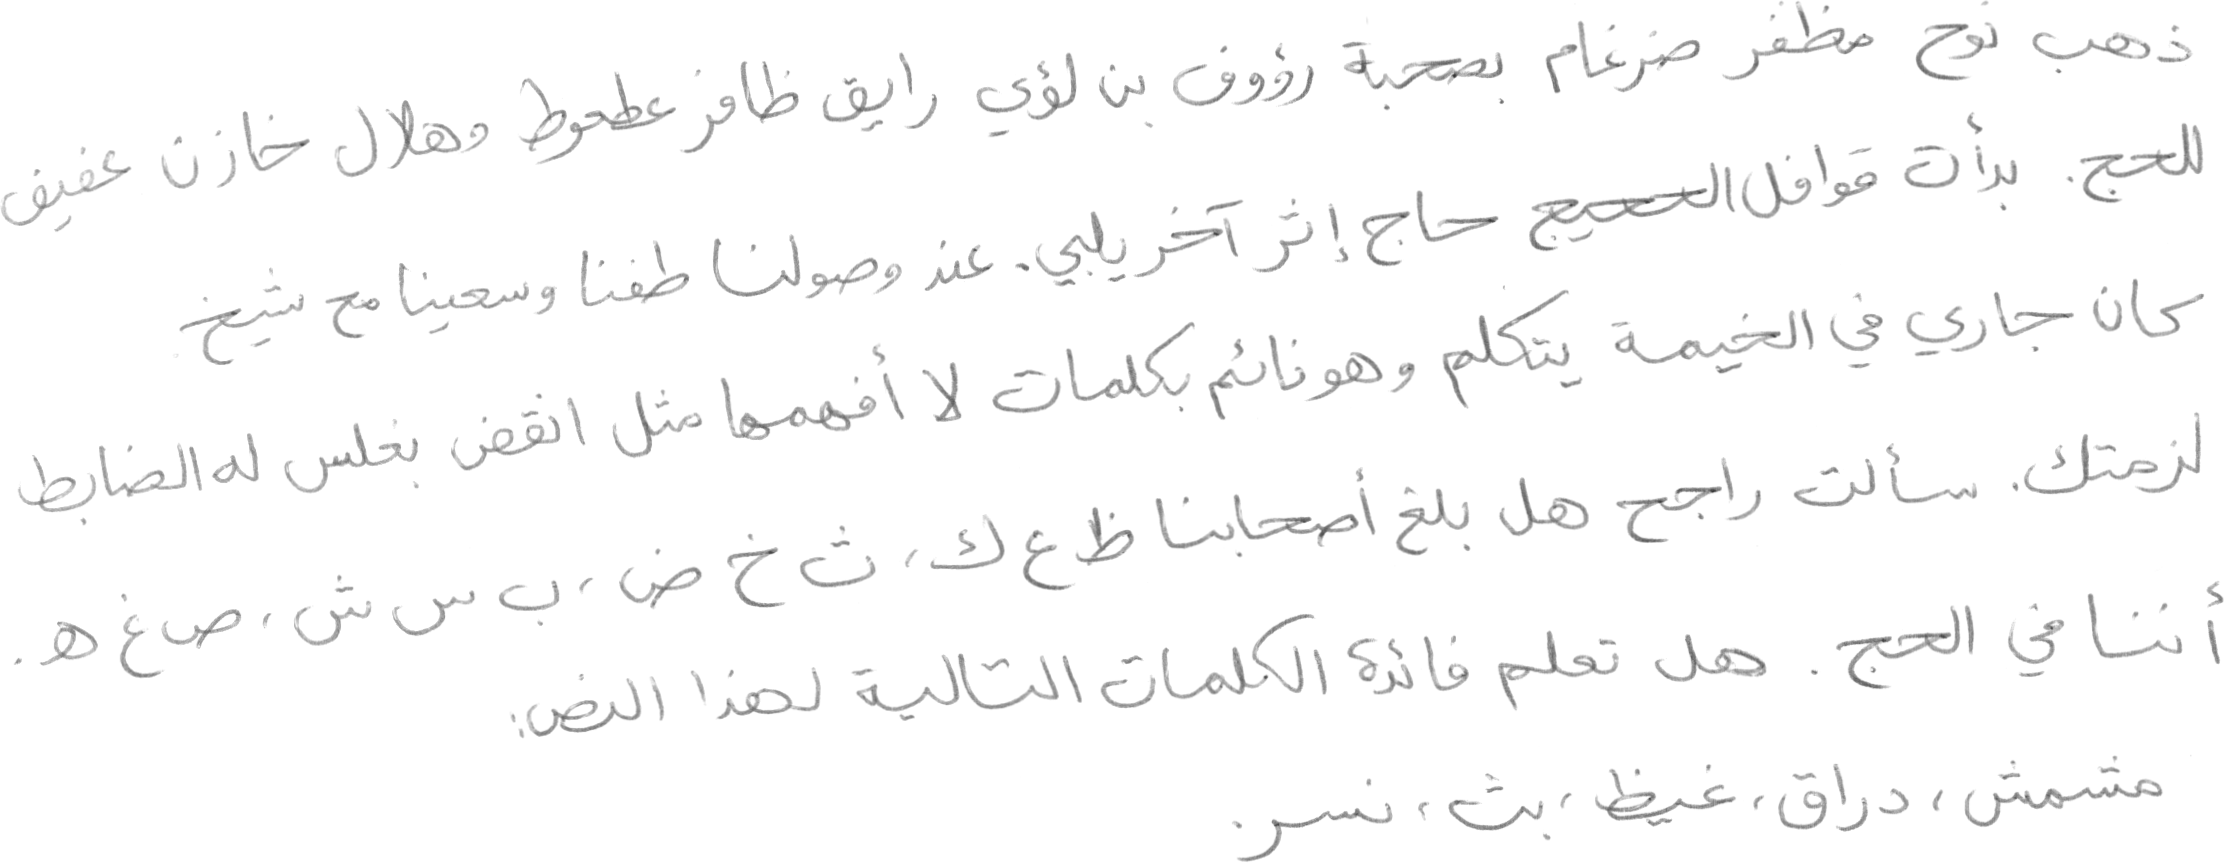 ذهب نوح مظفر ضرغام بصحبة رؤوف بن لؤي رايق ظافر عطعوط وهلال خازن عفيف
للحج. بدأت قوافل الحجيج حاج إثر آخر يلبي. عند وصولنا طفنا وسعينا مع شيخ
كان جاري في الخيمة يتكلم وهو نائم بكلمات لا أفهمها مثل انقض بغلس له الضابط
لزمتك. سألت راجح هل بلغ أصحابنا ظ ع ك، ث خ ض، ب س ش، ص غ ه.
أننا في الحج. هل تعلم فائدة الكلمات التالية لهذا النص:
مشمش، دراق، غيظ، بث، نسر.